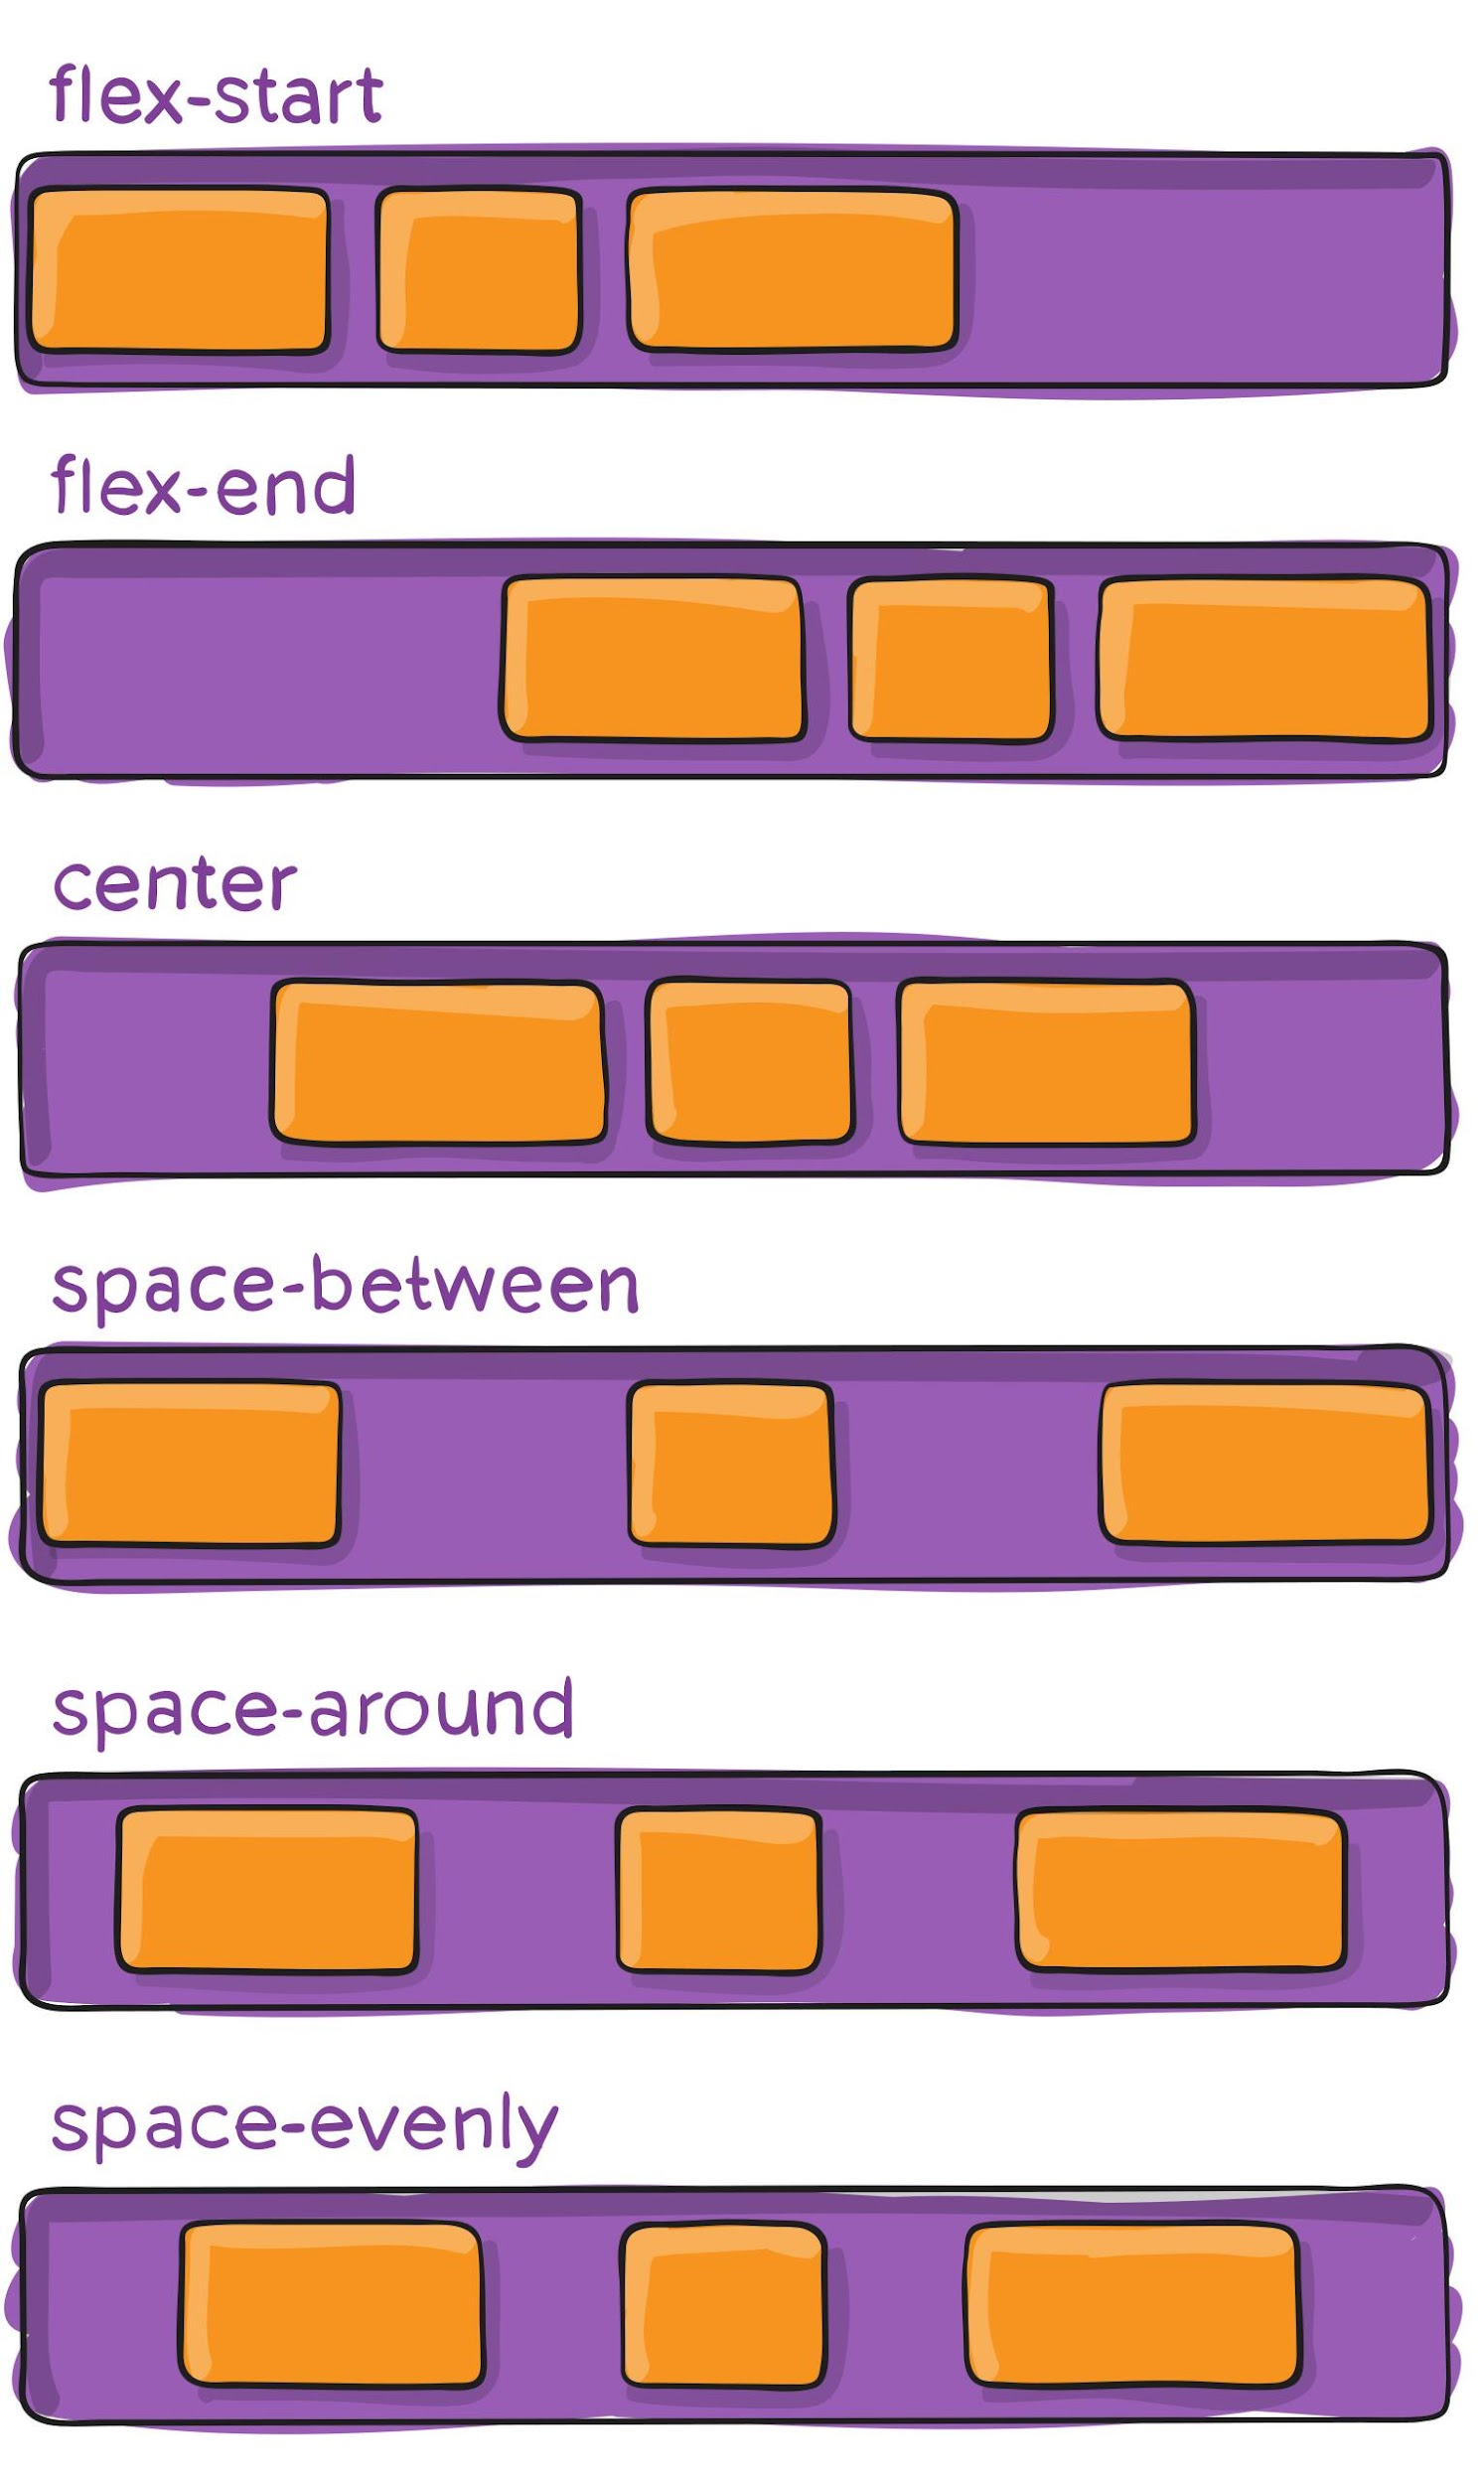 flex-start
flex-end
center
space-between
space-around
space-evenly